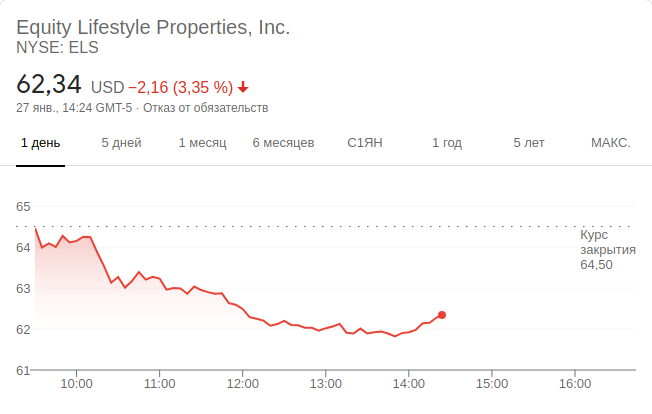 Equity Lifestyle Properties, Inc.
NYSE: ELS
62,34 USD −2,16 (3,35 %)
27 янв., 14:24 GMT-5 · Отказ от обязательств
1 день 5 дней 1 месяц 6 месяцев С1ЯН 1 год 5 лет МАКС.
65
64
63
62
61
Курс
закрытия
64,50
10:00 11:00 12:00 13:00 14:00 15:00 16:00